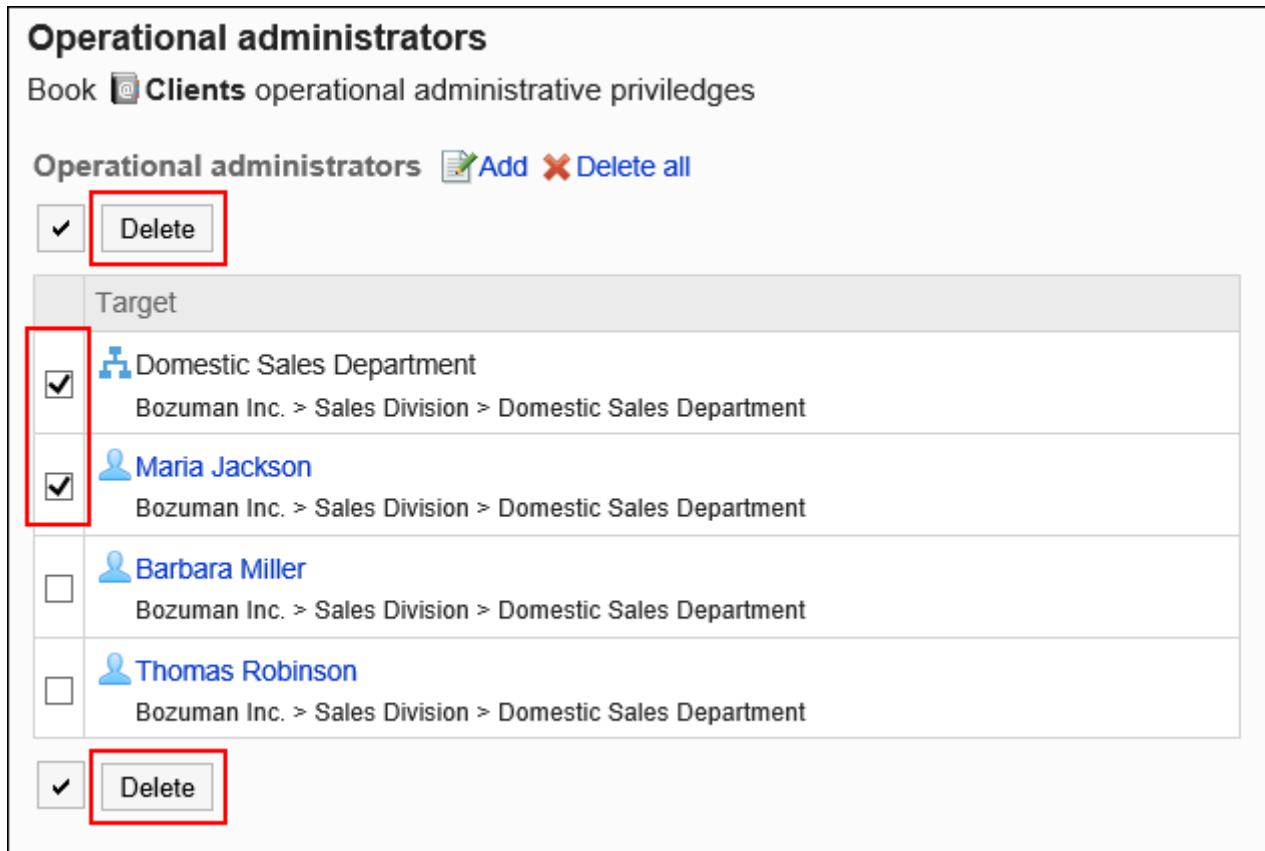 Operational administrators
Book Clients operational administrative priviledges
Operational administrators Add Delete all
Delete
Target
Domestic Sales Department
Bozuman Inc. > Sales Division > Domestic Sales Department
Maria Jackson
Bozuman Inc. > Sales Division > Domestic Sales Department
Barbara Miller
Bozuman Inc. > Sales Division > Domestic Sales Department
Thomas Robinson
Bozuman Inc. > Sales Division > Domestic Sales Department
Delete